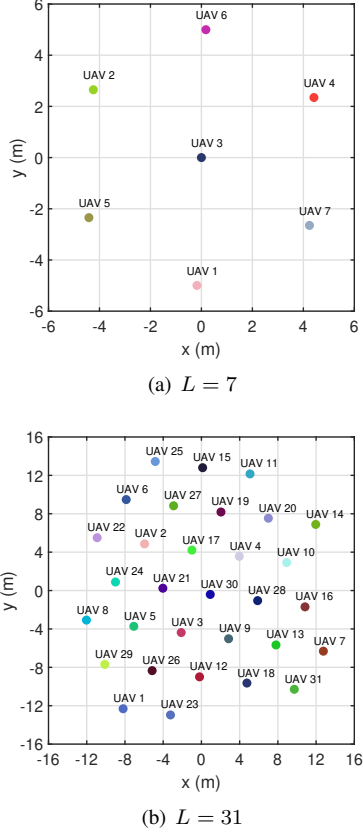 6
UAV 6
4
UAV 2
UAV 4
2
UAV 3
0
y (m)
UAV 5
UAV 7
-2
UAV 1
-4
-6
-6 -4 -2 0 2 4 6
x (m)
(a) L = 7
16
UAV 25
UAV 15
UAV 11
12
UAV 6
UAV 27
UAV 19
UAV 20
UAV 14
8
UAV 22
UAV 2
UAV 17
UAV 4
UAV 10
4
UAV 24
UAV 21
UAV 30
UAV 28
UAV 16
0
y (m)
UAV 8
UAV 5
UAV 3
UAV 9
UAV 13
UAV 7
-4
UAV 29
UAV 26
UAV 12
UAV 18
UAV 31
-8
UAV 1
UAV 23
-12
-16
-16 -12 -8 -4 0 4 8 12 16
x (m)
(b) L = 31